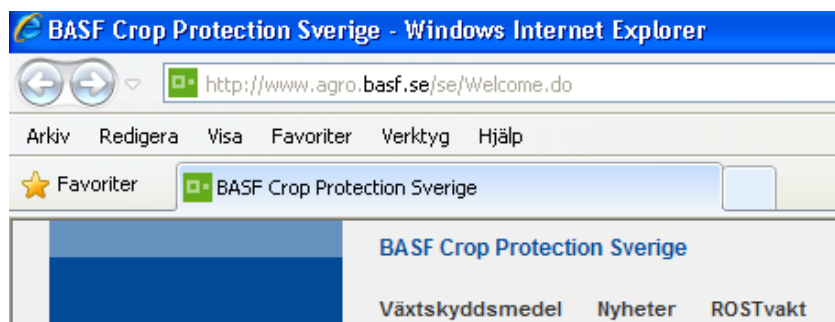 BASF Crop Protection Sverige - Windows Internet Explorer
http://www.agro.basf.se/se/Welcome.do
Arkiv Redigera Visa Favoriter Verktyg Hjälp
Favoriter BASF Crop Protection Sverige
BASF Crop Protection Sverige
Växtskyddsmedel Nyheter ROSTvakt